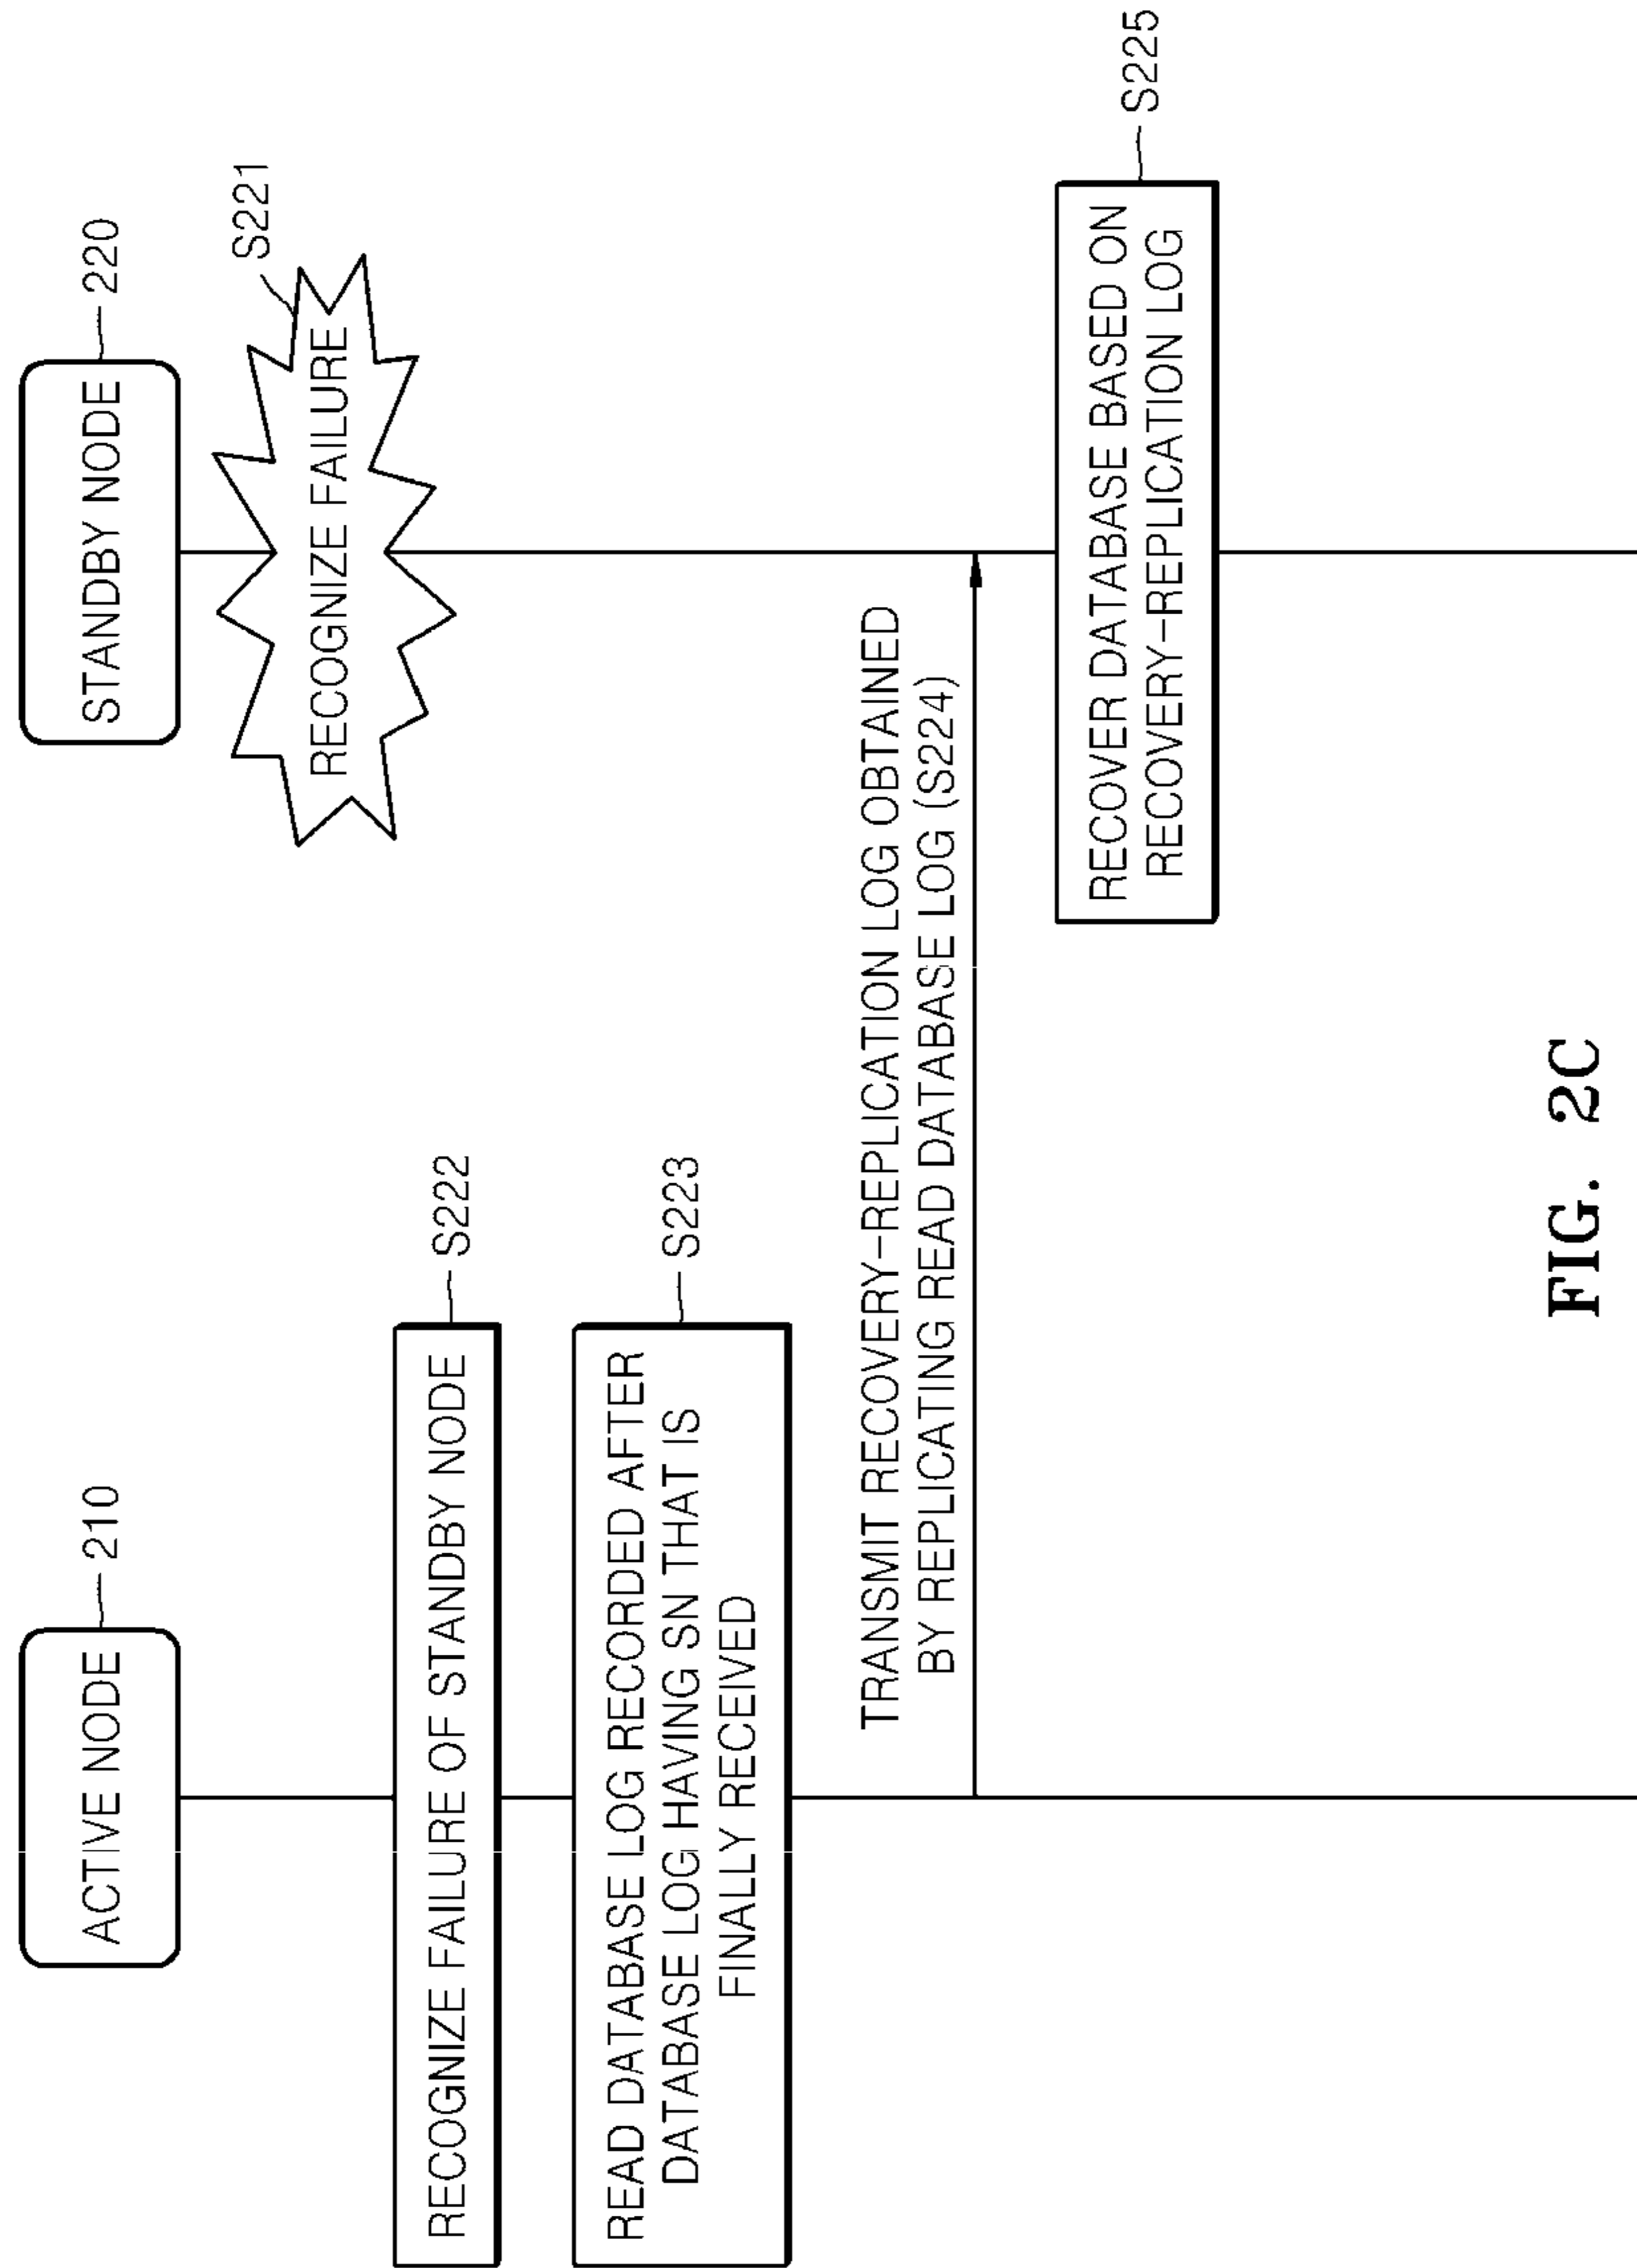 ACTIVE NODE
210
STANDBY NODE
220
RECOGNIZE FAILURE
S221
RECOGNIZE FAILURE OF STANDBY NODE
S222
READ DATABASE LOG RECORDED AFTER
DATABASE LOG HAVING SN THAT IS
FINALLY RECEIVED
S223
TRANSMIT RECOVERY-REPLICATION LOG OBTAINED
BY REPLICATING READ DATABASE LOG (S224)
RECOVER DATABASE BASED ON
RECOVERY-REPLICATION LOG
S225
FIG. 2C